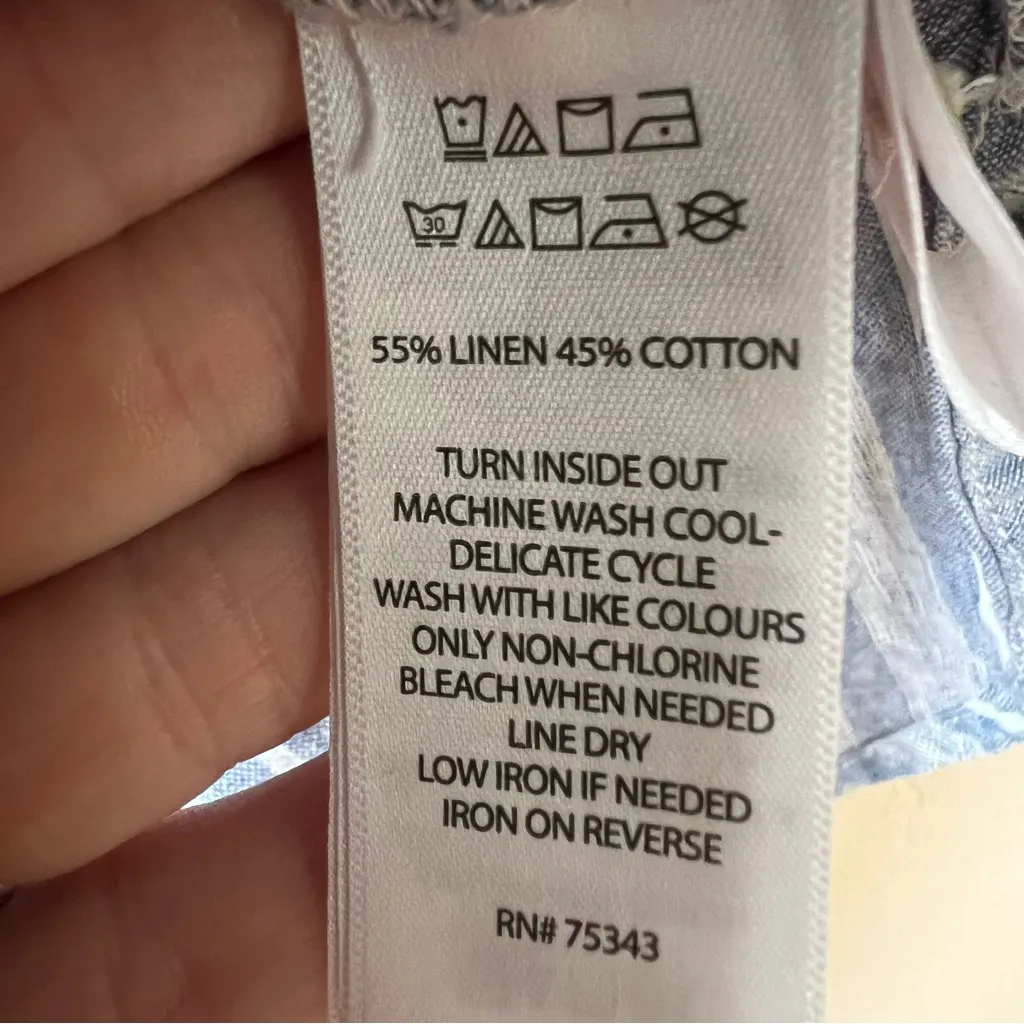 30
55% LINEN 45% COTTON
TURN INSIDE OUT
MACHINE WASH COOL-
DELICATE CYCLE
WASH WITH LIKE COLOURS
ONLY NON-CHLORINE
BLEACH WHEN NEEDED
LINE DRY
LOW IRON IF NEEDED
IRON ON REVERSE
RN# 75343